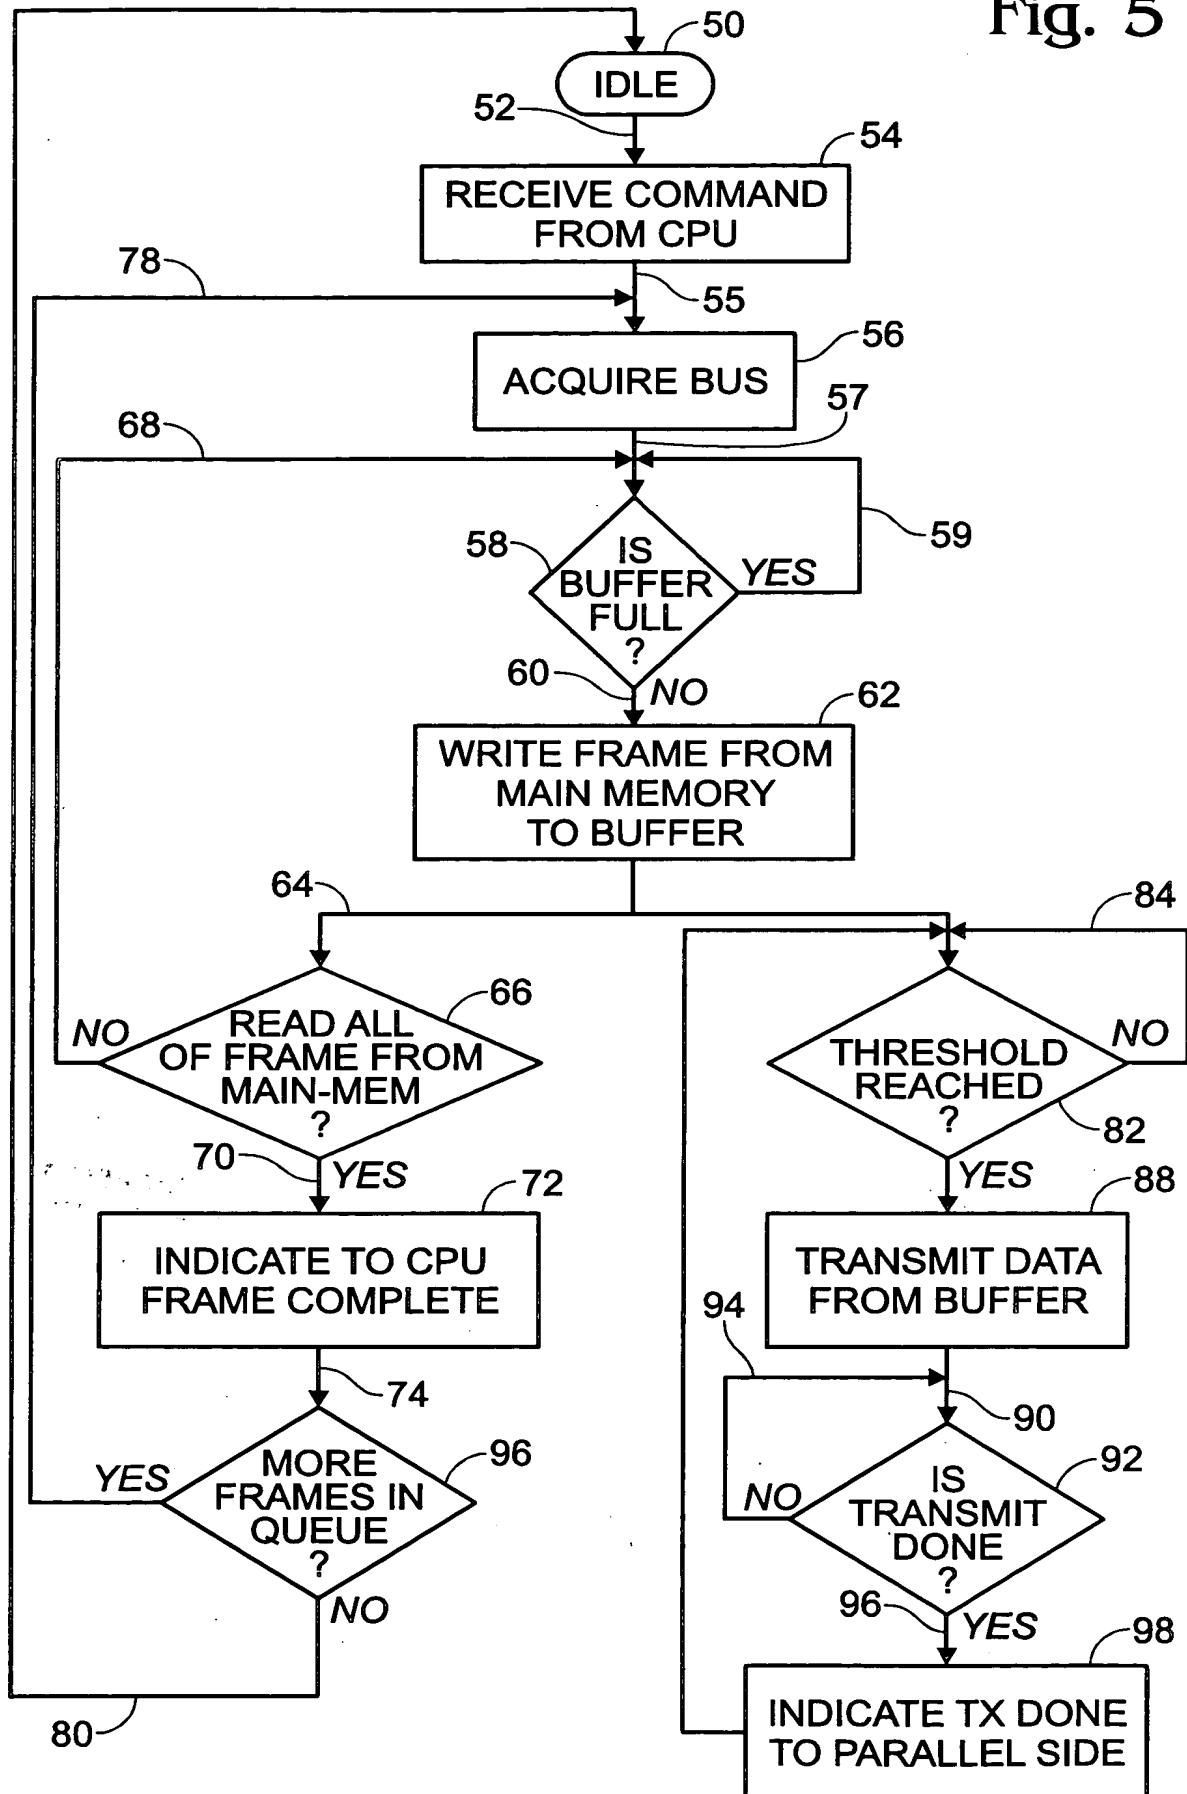 Fig. 5
50
IDLE
52
54
RECEIVE COMMAND
FROM CPU
78
55
56
ACQUIRE BUS
57
68
59
58
IS
BUFFER
FULL
?
YES
60
NO
62
WRITE FRAME FROM
MAIN MEMORY
TO BUFFER
64
84
66
NO
READ ALL
OF FRAME FROM
MAIN-MEM
?
NO
THRESHOLD
REACHED
?
82
70
YES
YES
72
88
INDICATE TO CPU
FRAME COMPLETE
TRANSMIT DATA
FROM BUFFER
94
74
90
96
YES
MORE
FRAMES IN
QUEUE
?
NO
92
NO
IS
TRANSMIT
DONE
?
96
YES
98
80
INDICATE TX DONE
TO PARALLEL SIDE